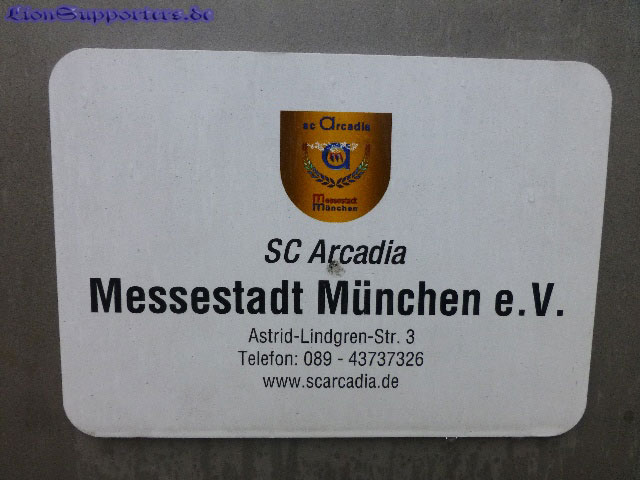 LionSupporters.de
sc arcadia
a
m
Messestadt
München
SC Arcadia
Messestadt München e.V.
Astrid-Lindgren-Str. 3
Telefon: 089 - 43737326
www.scarcadia.de